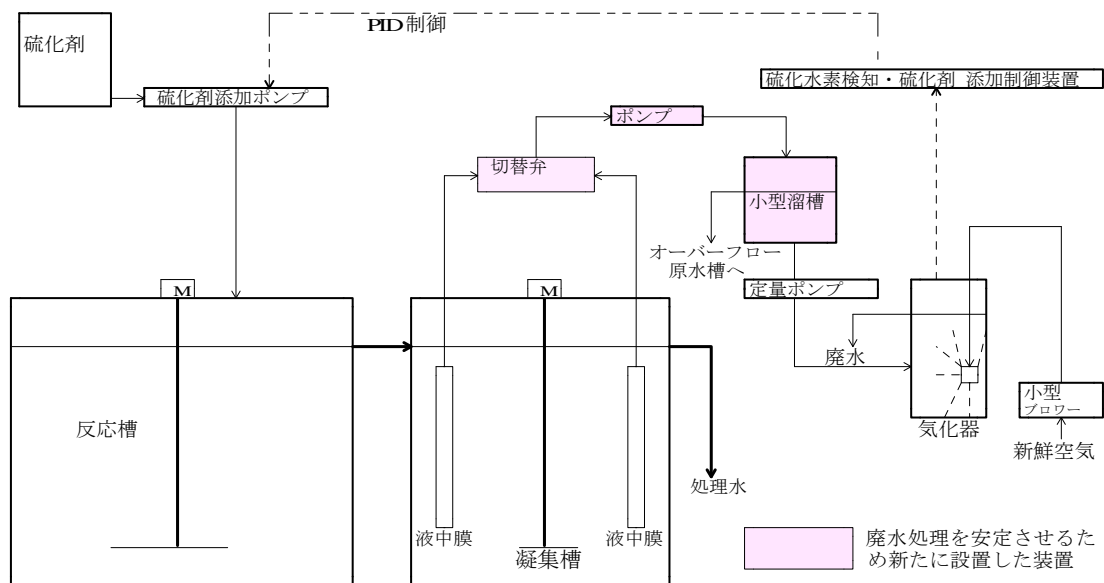 PID制御
硫化剤
硫化剤添加ポンプ
硫化水素検知・硫化剤 添加制御装置
ポンプ
切替弁
小型溜槽
オーバーフロー
原水槽へ
定量ポンプ
M
M
廃水
小型
ブロワー
反応槽
気化器
新鮮空気
処理水
液中膜
凝集槽
液中膜
廃水処理を安定させるた
め新たに設置した装置